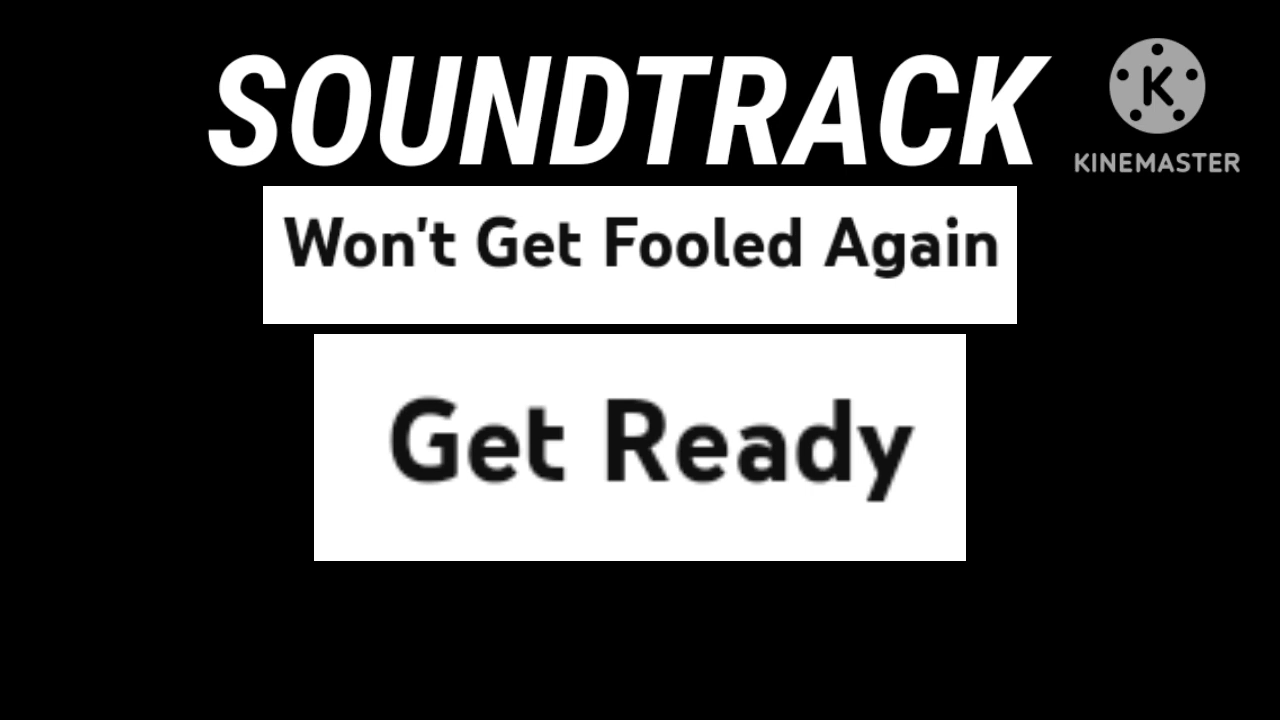 SOUNDTRACK
K
KINEMASTER
Won't Get Fooled Again
Get Ready